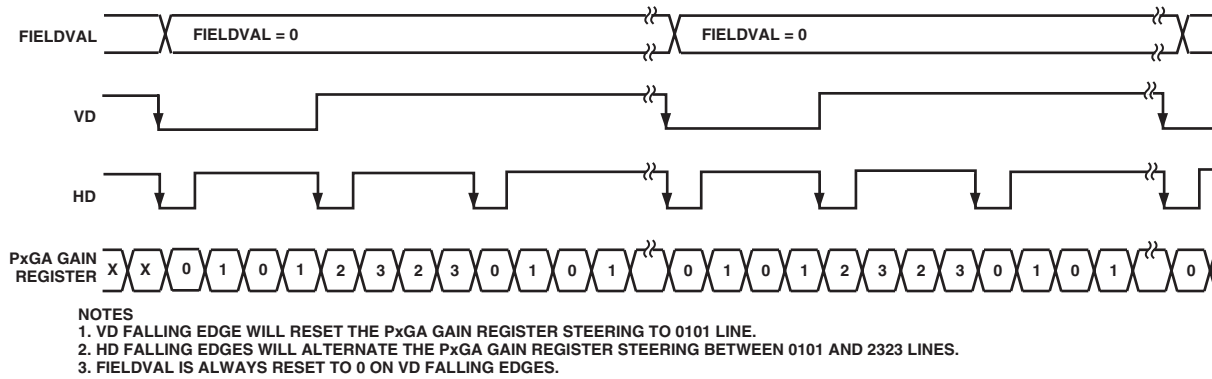 FIELDVAL
FIELDVAL = 0
FIELDVAL = 0
VD
HD
PxGA GAIN
REGISTER
X X 0 1 0 1 2 3 2 3 0 1 0 1 0 1 0 1 2 3 2 3 0 1 0 1 0
NOTES
1. VD FALLING EDGE WILL RESET THE PxGA GAIN REGISTER STEERING TO 0101 LINE.
2. HD FALLING EDGES WILL ALTERNATE THE PxGA GAIN REGISTER STEERING BETWEEN 0101 AND 2323 LINES.
3. FIELDVAL IS ALWAYS RESET TO 0 ON VD FALLING EDGES.